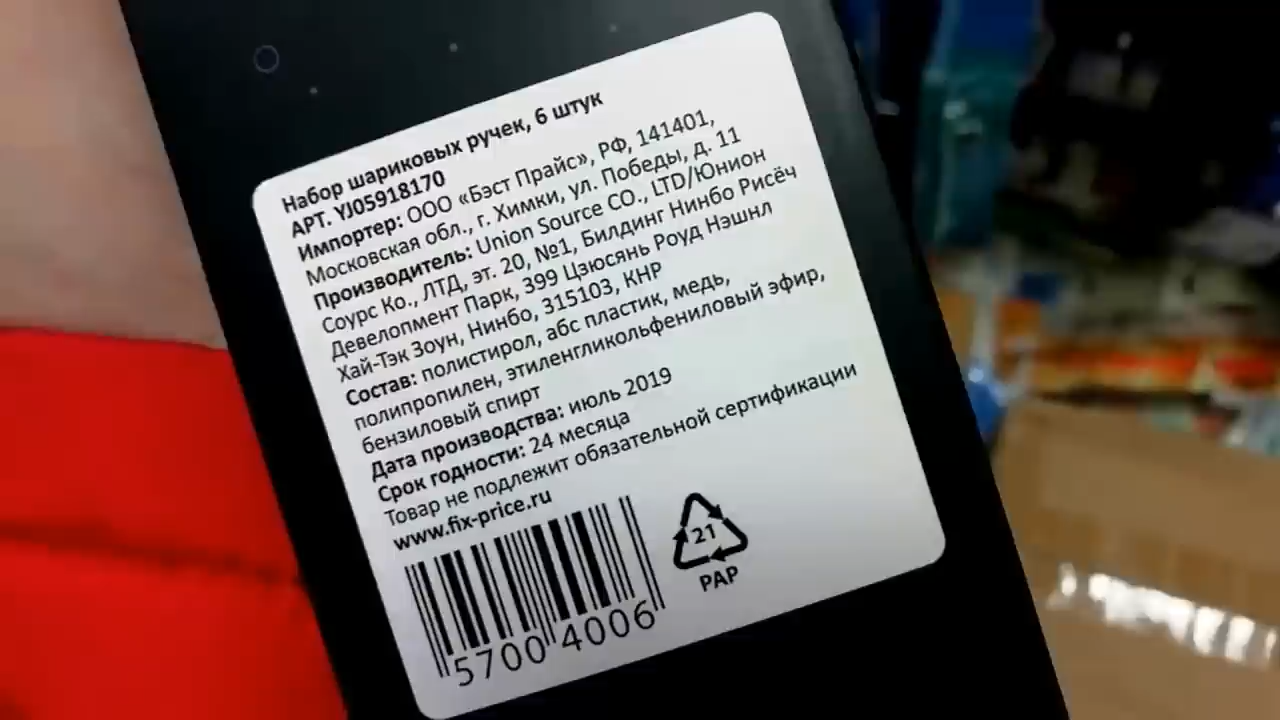 Набор шариковых ручек, 6 штук
АРТ. YJ05918170
Импортер: ООО «Бэст Прайс», РФ, 141401,
Московская обл., г. Химки, ул. Победы, д. 11
Производитель: Union Source CO., LTD/Юнион
Соурс Ко., ЛТД, эт. 20, №1, Билдинг Нинбо Рисёч
Девелопмент Парк, 399 Цзюсянь Роуд Нэшнл
Хай-Тэк Зоун, Нинбо, 315103, КНР
Состав: полистирол, абс пластик, медь,
полипропилен, этиленгликольфениловый эфир,
бензиловый спирт
Дата производства: июль 2019
Срок годности: 24 месяца
Товар не подлежит обязательной сертификации
www.fix-price.ru
5700 4006
21
PAP